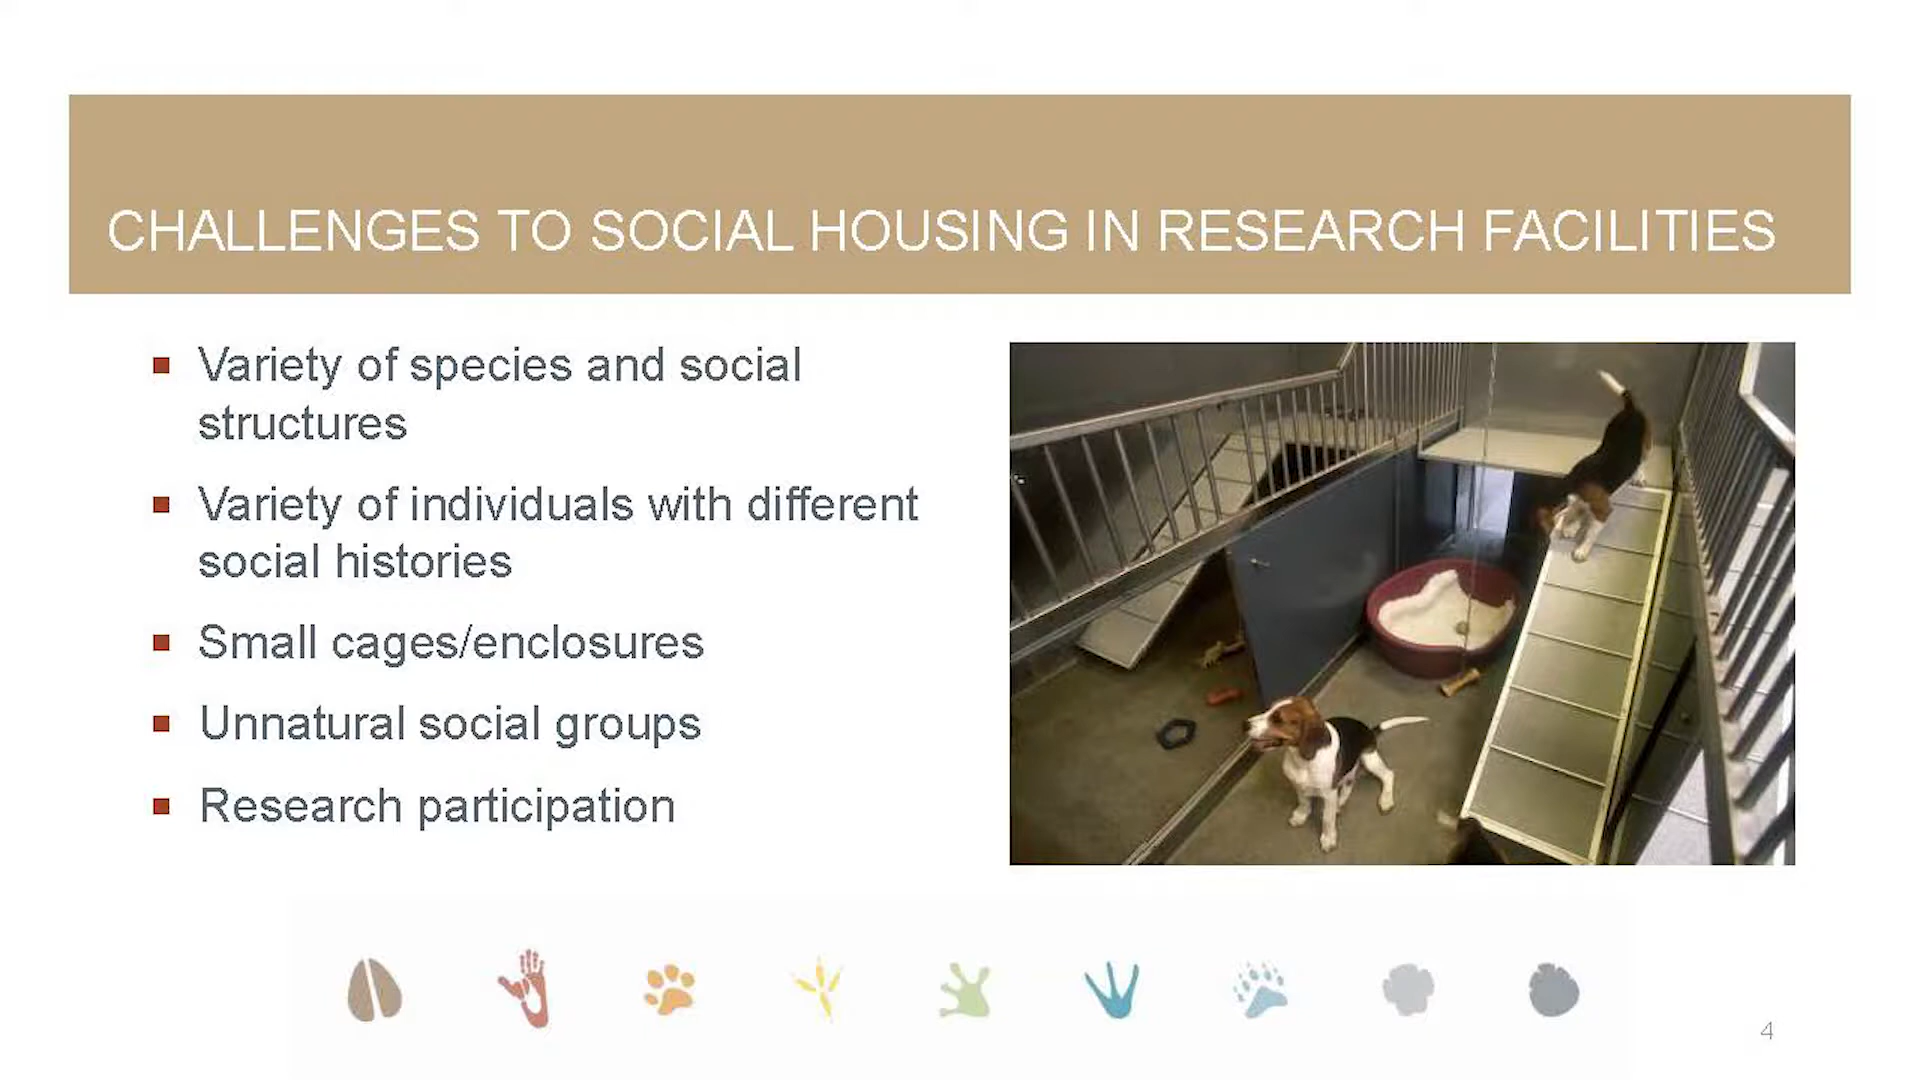 CHALLENGES TO SOCIAL HOUSING IN RESEARCH FACILITIES
Variety of species and social
structures
Variety of individuals with different
social histories
Small cages/enclosures
Unnatural social groups
Research participation
4